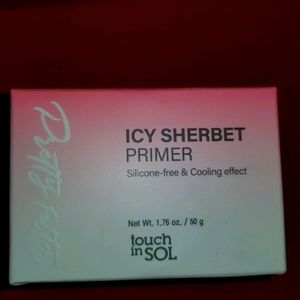 ICY SHERBET
PRIMER
Silicone-free & Cooling effect
Net Wt. 1.76 oz. / 50 g
touch
in SOL